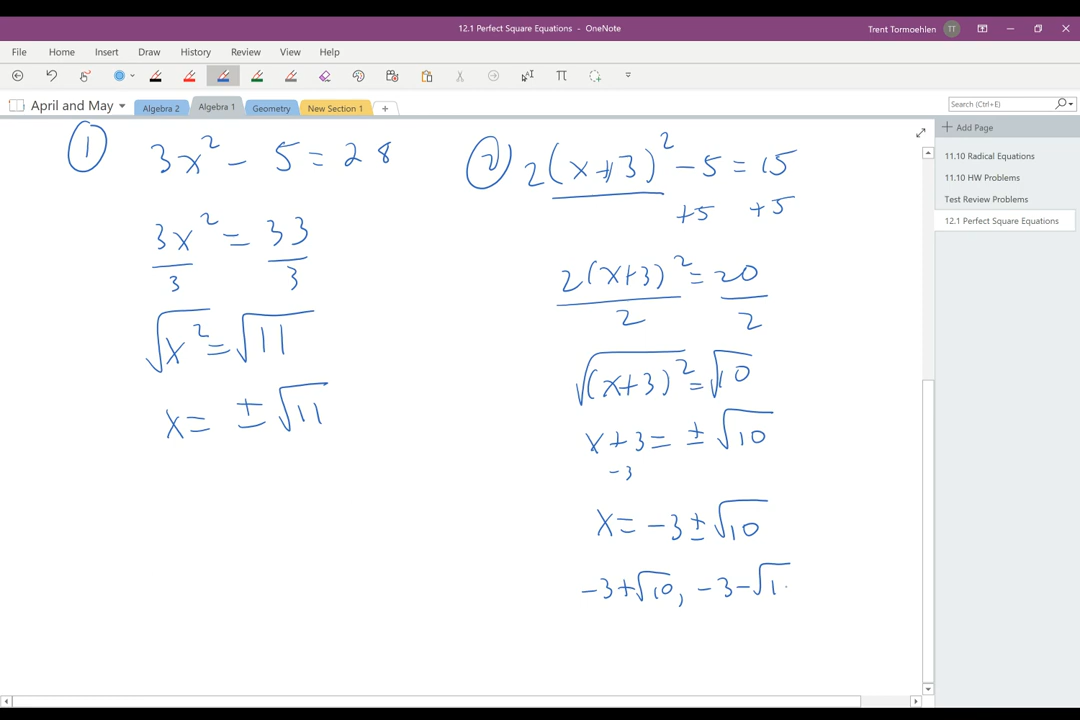 12.1 Perfect Square Equations - OneNote
Trent Tormoehlen TT
File Home Insert Draw History Review View Help
April and May Algebra 2 Algebra 1 Geometry New Section 1 +
Search (Ctrl+E)
Add Page
11.10 Radical Equations
11.10 HW Problems
Test Review Problems
12.1 Perfect Square Equations
① 3x² - 5 = 28
3x² = 33
3 3
√x² = √11
x = ± √11
② 2(x+3)² - 5 = 15
+5 +5
2(x+3)² = 20
2 2
√(x+3)² = √10
x + 3 = ± √10
-3
x = -3 ± √10
-3+√10, -3-√1